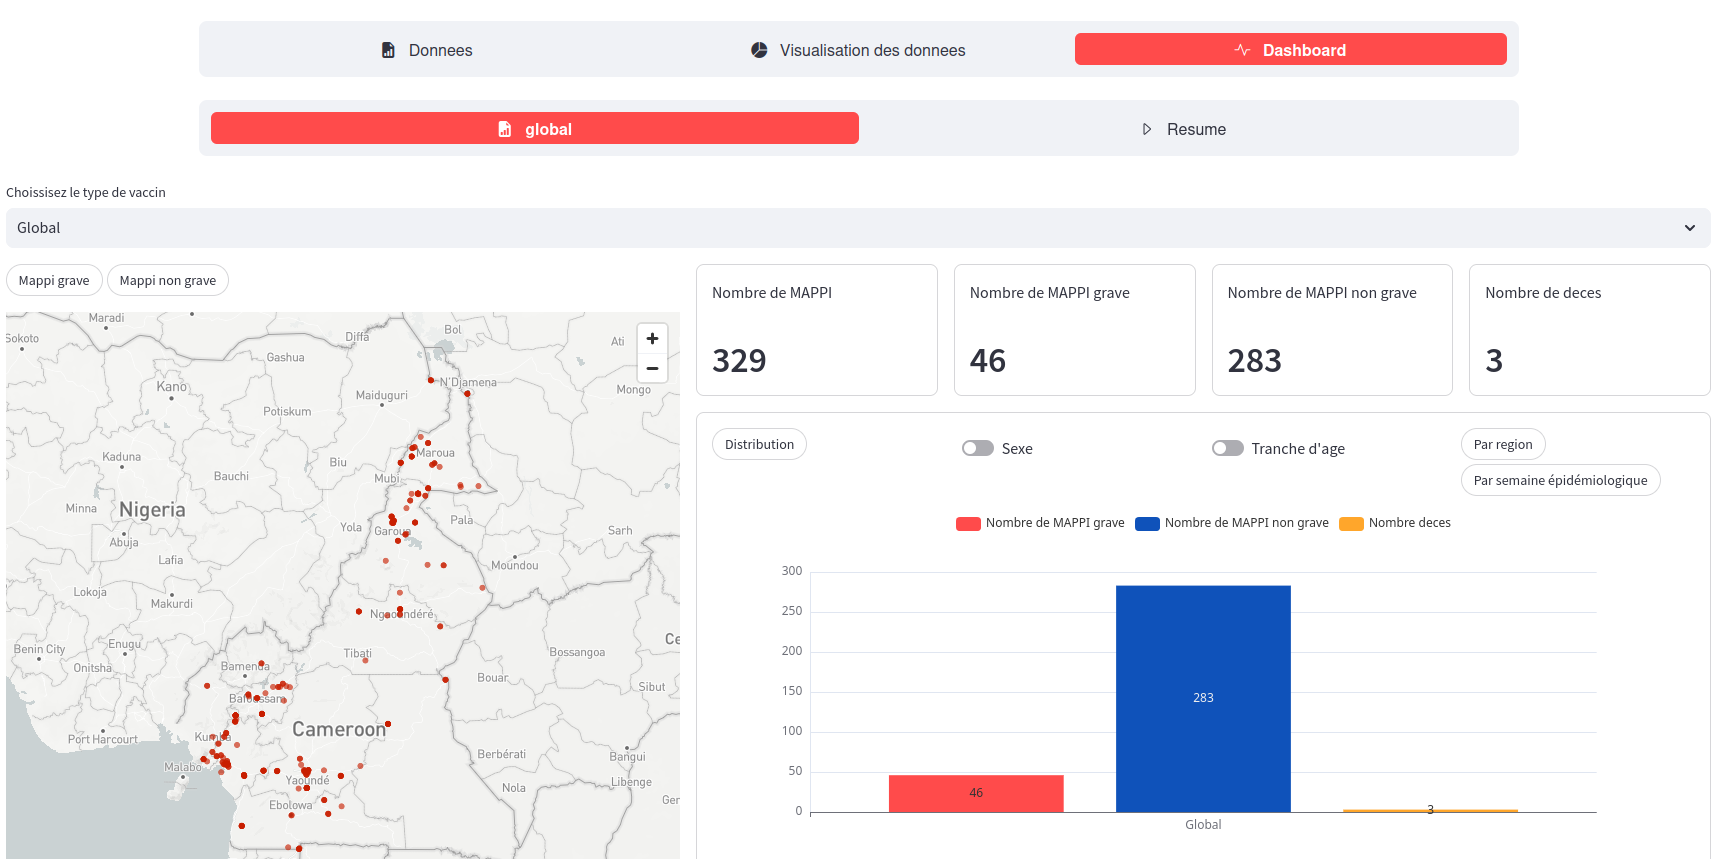 Donnees
Visualisation des donnees
Dashboard
global
Resume
Choissisez le type de vaccin
Global
Mappi grave
Mappi non grave
Nombre de MAPPI
329
Nombre de MAPPI grave
46
Nombre de MAPPI non grave
283
Nombre de deces
3
Distribution
Sexe
Tranche d'age
Par region
Par semaine épidémiologique
Nombre de MAPPI grave
Nombre de MAPPI non grave
Nombre deces
300
250
200
150
100
50
0
46
283
3
Global
+
−
Maradi
Sokoto
Diffa
Bol
Ati
Gashua
Kano
N'Djamena
Mongo
Maiduguri
Potiskum
Kaduna
Biu
Maroua
Bauchi
Mubi
Minna
Nigeria
Yola
Garoua
Pala
Sarh
Abuja
Lafia
Moundou
Lokoja
Makurdi
Ngaoundéré
Benin City
Enugu
Onitsha
Tibati
Bossangoa
Ce
Bamenda
Bouar
Sibut
Bafoussam
Cameroon
Port Harcourt
Kumba
Berbérati
Bangui
Malabo
Yaoundé
Nola
Libenge
Ebolowa
Ger